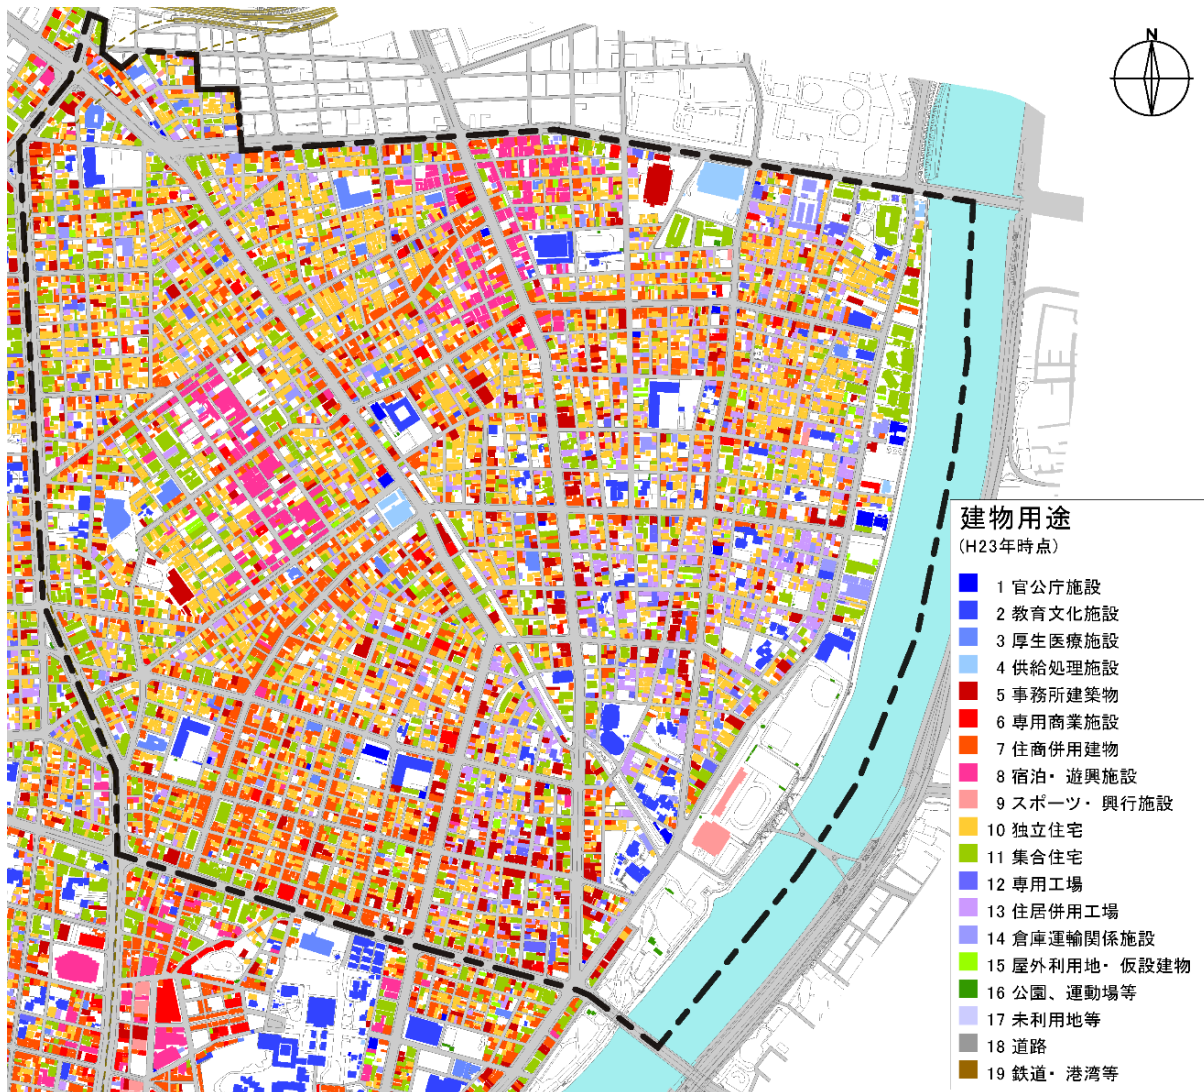 N
建物用途
(H23年時点)
1 官公庁施設
2 教育文化施設
3 厚生医療施設
4 供給処理施設
5 事務所建築物
6 専用商業施設
7 住商併用建物
8 宿泊・遊興施設
9 スポーツ・興行施設
10 独立住宅
11 集合住宅
12 専用工場
13 住居併用工場
14 倉庫運輸関係施設
15 屋外利用地・仮設建物
16 公園、運動場等
17 未利用地等
18 道路
19 鉄道・港湾等